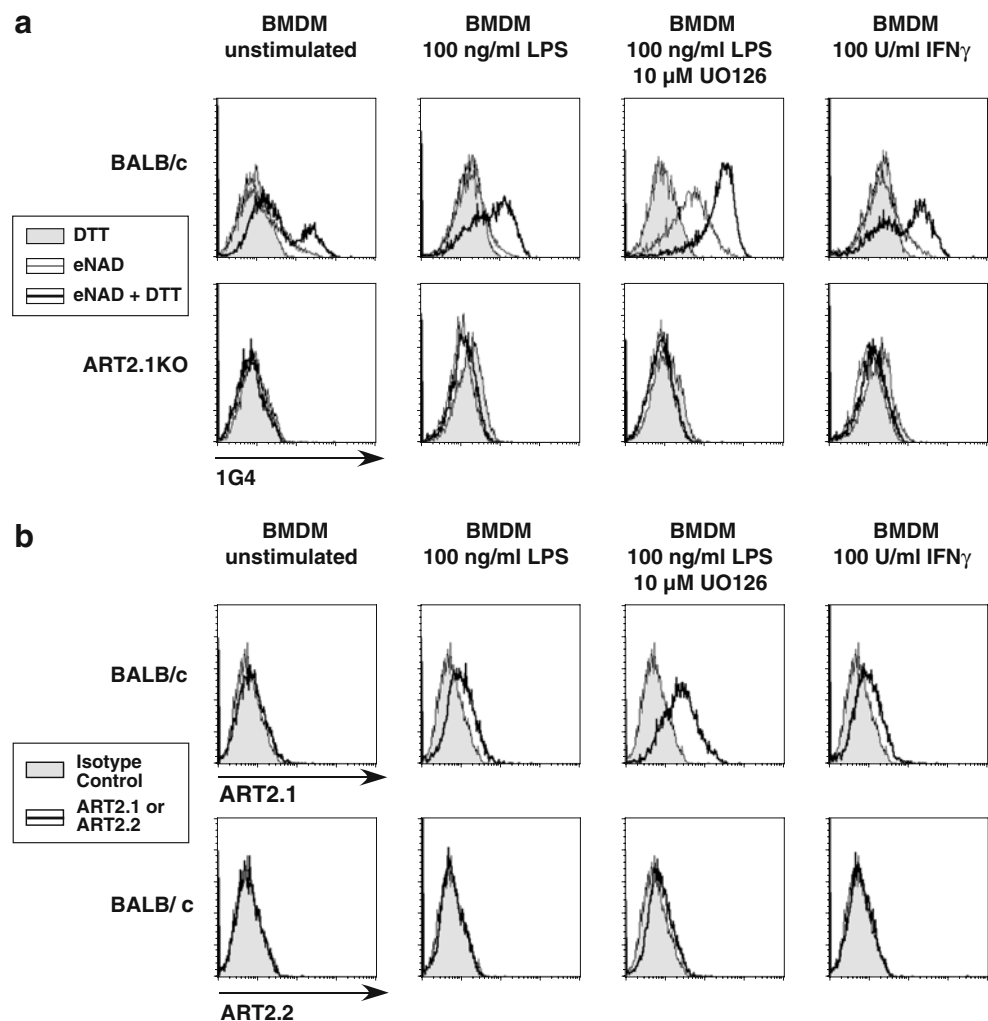 a
BMDM
unstimulated
BMDM
100 ng/ml LPS
BMDM
100 ng/ml LPS
10 µM UO126
BMDM
100 U/ml IFNγ
BALB/c
DTT
eNAD
eNAD + DTT
ART2.1KO
1G4
b
BMDM
unstimulated
BMDM
100 ng/ml LPS
BMDM
100 ng/ml LPS
10 µM UO126
BMDM
100 U/ml IFNγ
BALB/c
Isotype
Control
ART2.1 or
ART2.2
ART2.1
BALB/ c
ART2.2